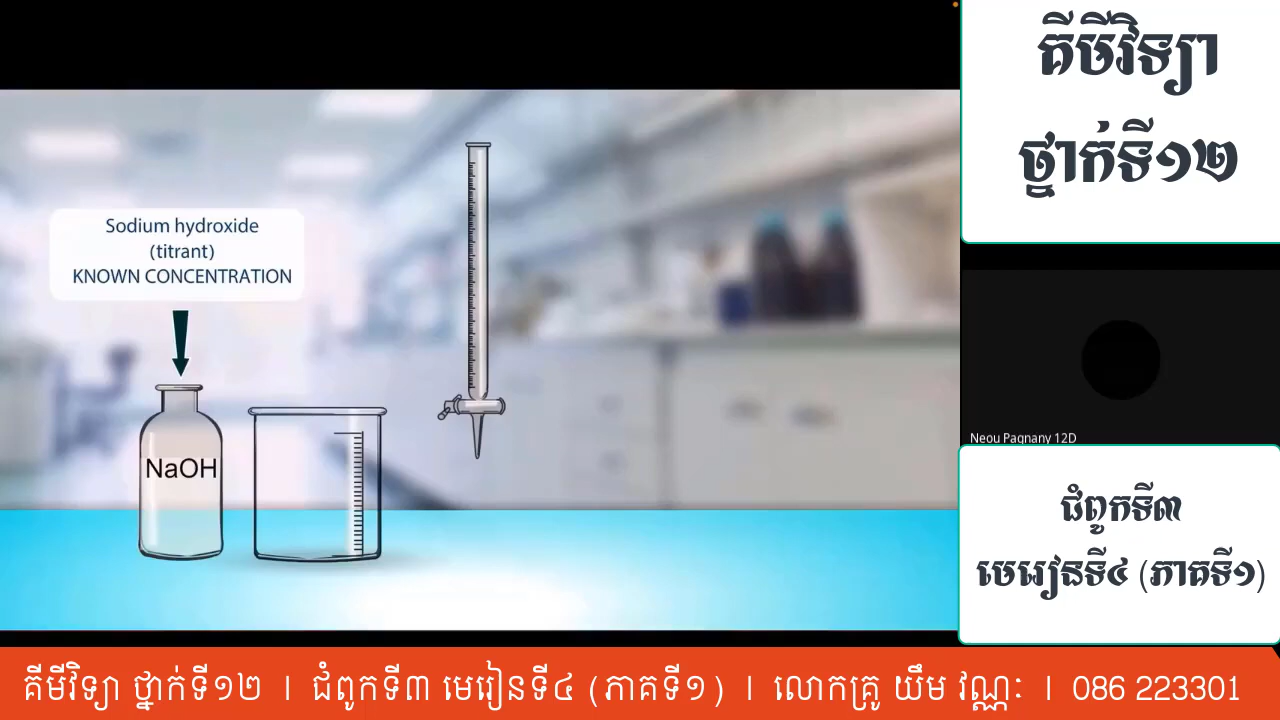 Sodium hydroxide
(titrant)
KNOWN CONCENTRATION
NaOH
គីមីវិទ្យា
ថ្នាក់ទី១២
Neou Pagnany 12D
ជំពូកទី៣
មេរៀនទី៤ (ភាគទី១)
គីមីវិទ្យា ថ្នាក់ទី១២ | ជំពូកទី៣ មេរៀនទី៤ (ភាគទី១) | លោកគ្រូ យឹម វណ្ណៈ | 086 223301